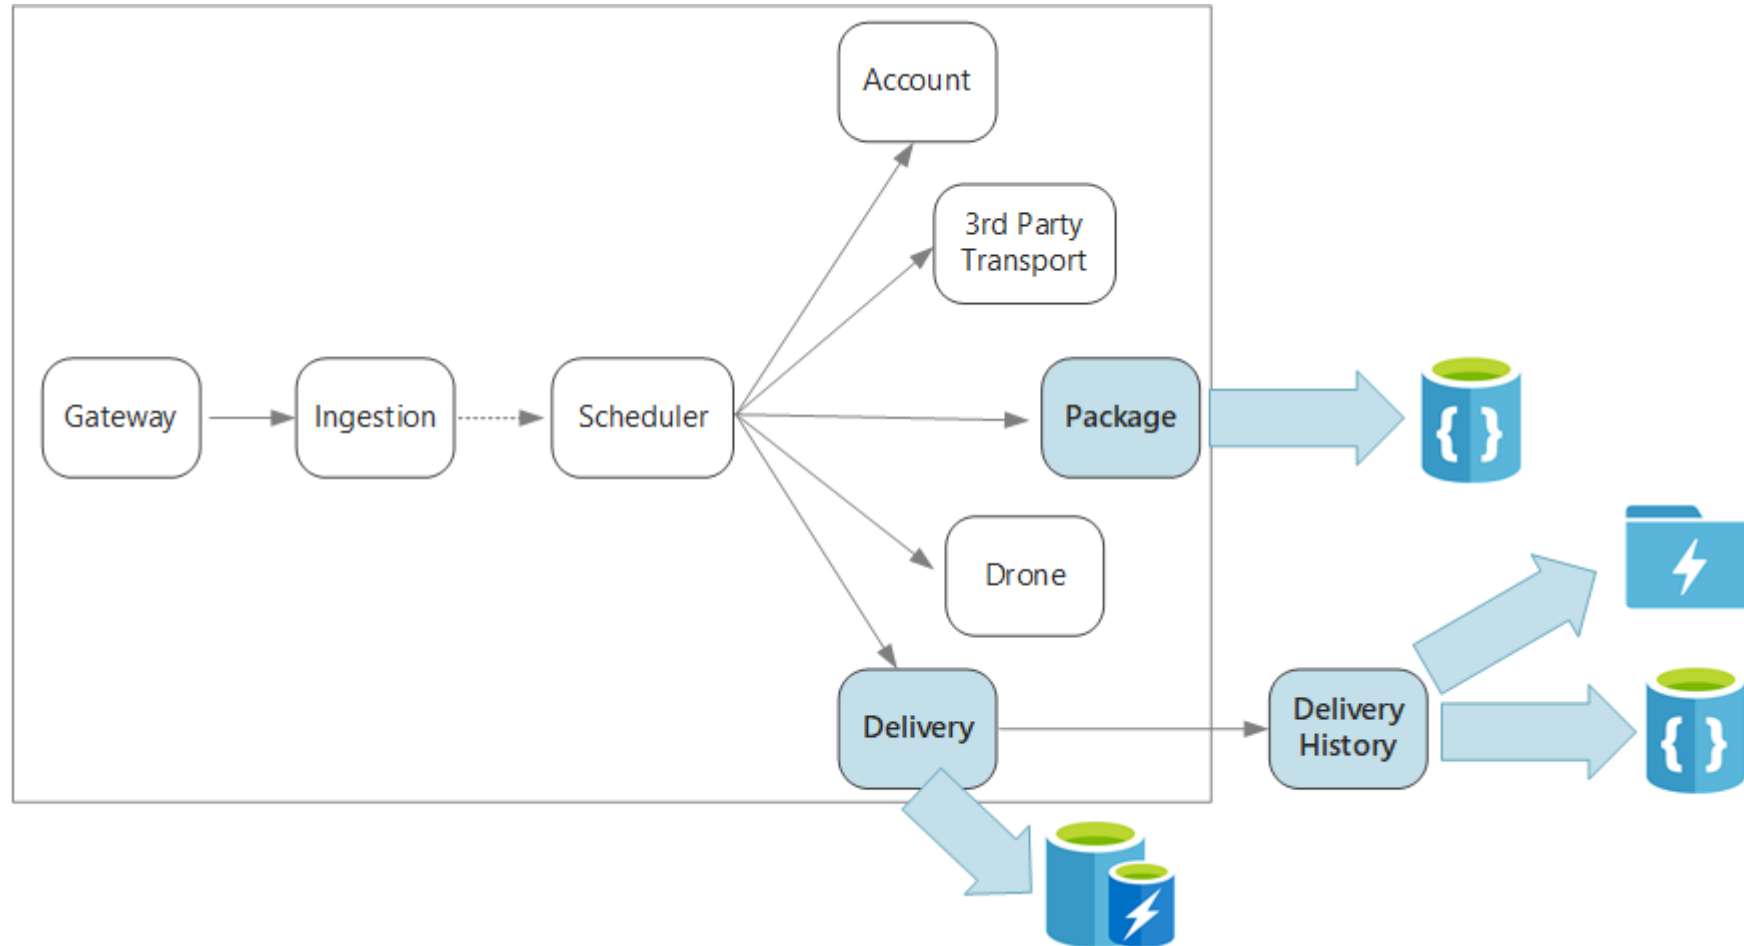 Account
3rd Party
Transport
Gateway
Ingestion
Scheduler
Package
Drone
Delivery
Delivery
History